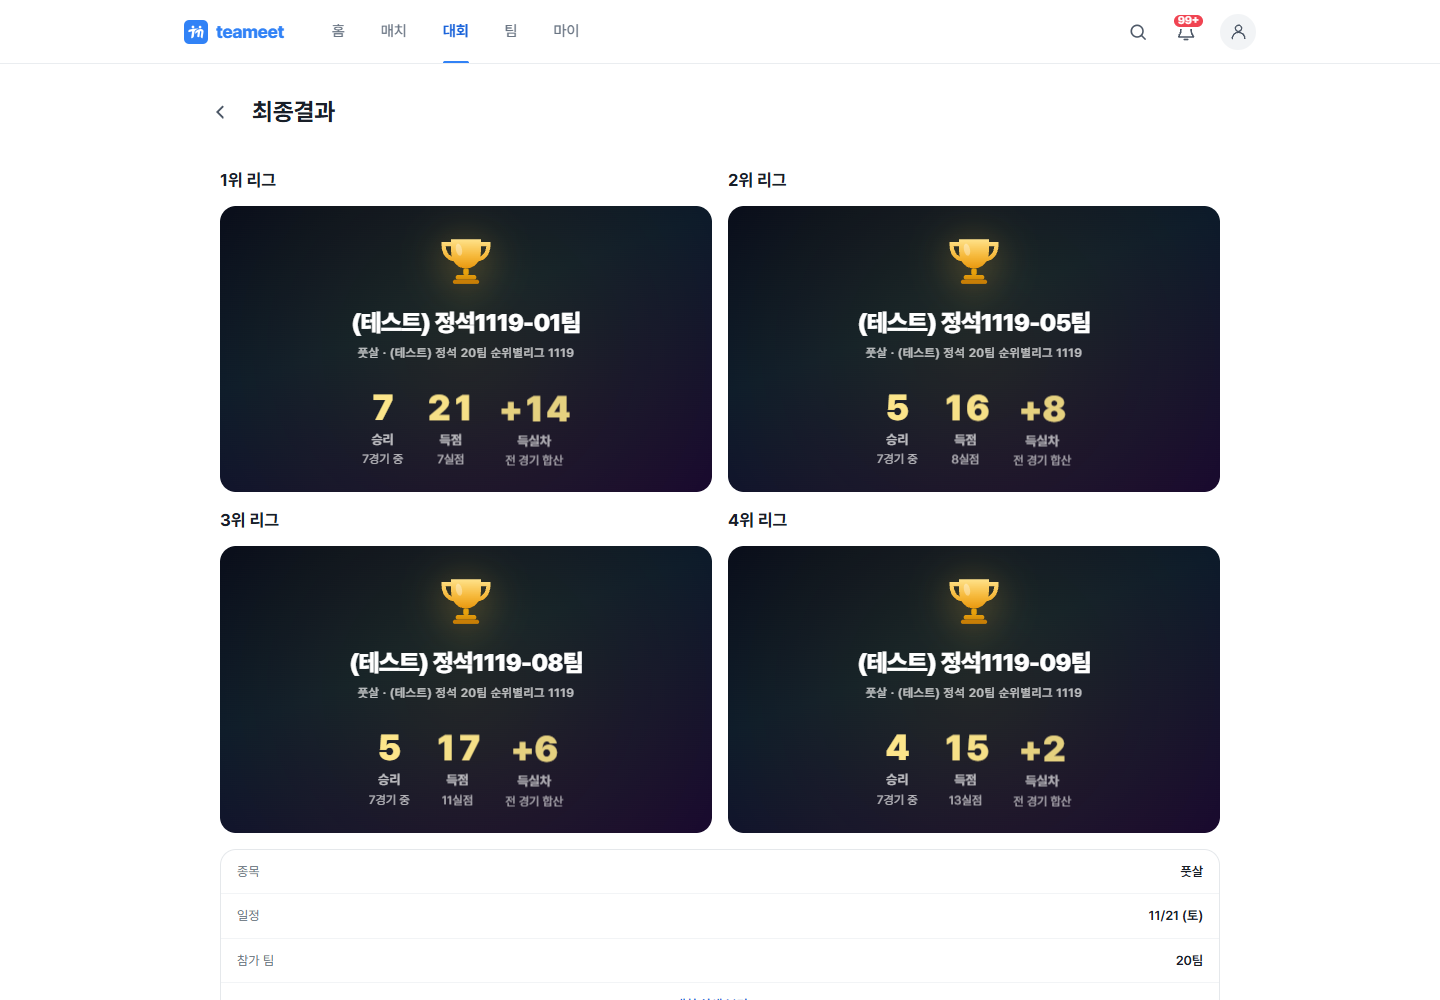 teameet
홈
매치
대회
팀
마이
99+
최종결과
1위 리그
(테스트) 정석1119-01팀
풋살 · (테스트) 정석 20팀 순위별리그 1119
7 21 +14
승리 득점 득실차
7경기 중 7실점 전 경기 합산
2위 리그
(테스트) 정석1119-05팀
풋살 · (테스트) 정석 20팀 순위별리그 1119
5 16 +8
승리 득점 득실차
7경기 중 8실점 전 경기 합산
3위 리그
(테스트) 정석1119-08팀
풋살 · (테스트) 정석 20팀 순위별리그 1119
5 17 +6
승리 득점 득실차
7경기 중 11실점 전 경기 합산
4위 리그
(테스트) 정석1119-09팀
풋살 · (테스트) 정석 20팀 순위별리그 1119
4 15 +2
승리 득점 득실차
7경기 중 13실점 전 경기 합산
종목 풋살
일정 11/21 (토)
참가 팀 20팀